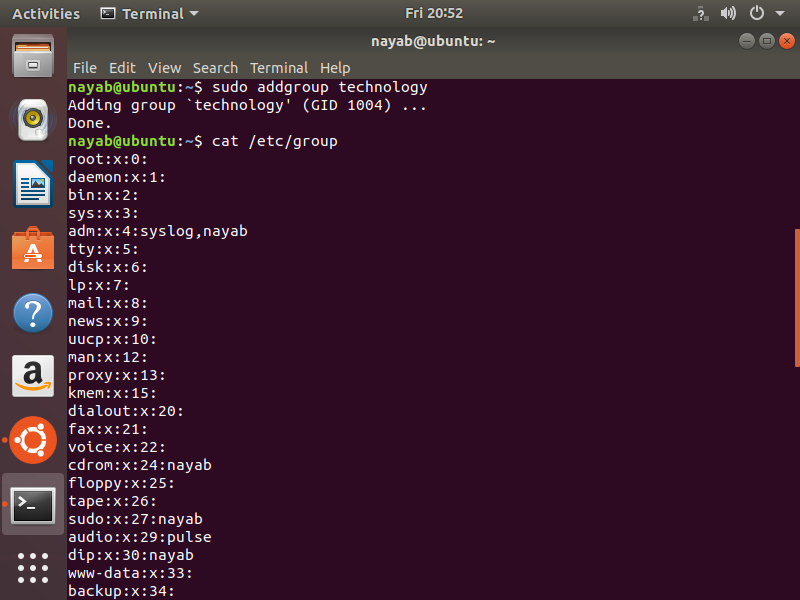 Activities Terminal Fri 20:52
nayab@ubuntu: ~
File Edit View Search Terminal Help
nayab@ubuntu:~$ sudo addgroup technology
Adding group `technology' (GID 1004) ...
Done.
nayab@ubuntu:~$ cat /etc/group
root:x:0:
daemon:x:1:
bin:x:2:
sys:x:3:
adm:x:4:syslog,nayab
tty:x:5:
disk:x:6:
lp:x:7:
mail:x:8:
news:x:9:
uucp:x:10:
man:x:12:
proxy:x:13:
kmem:x:15:
dialout:x:20:
fax:x:21:
voice:x:22:
cdrom:x:24:nayab
floppy:x:25:
tape:x:26:
sudo:x:27:nayab
audio:x:29:pulse
dip:x:30:nayab
www-data:x:33:
backup:x:34: